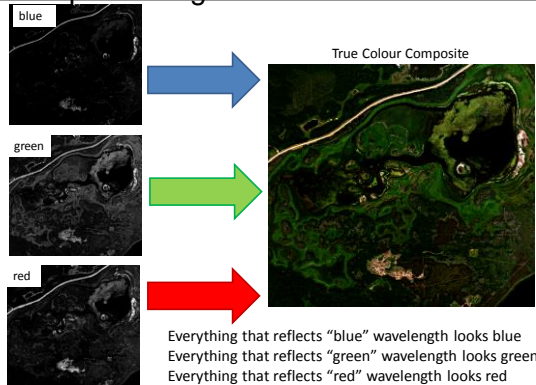 blue
True Colour Composite
green
red
Everything that reflects “blue” wavelength looks blue
Everything that reflects “green” wavelength looks green
Everything that reflects “red” wavelength looks red